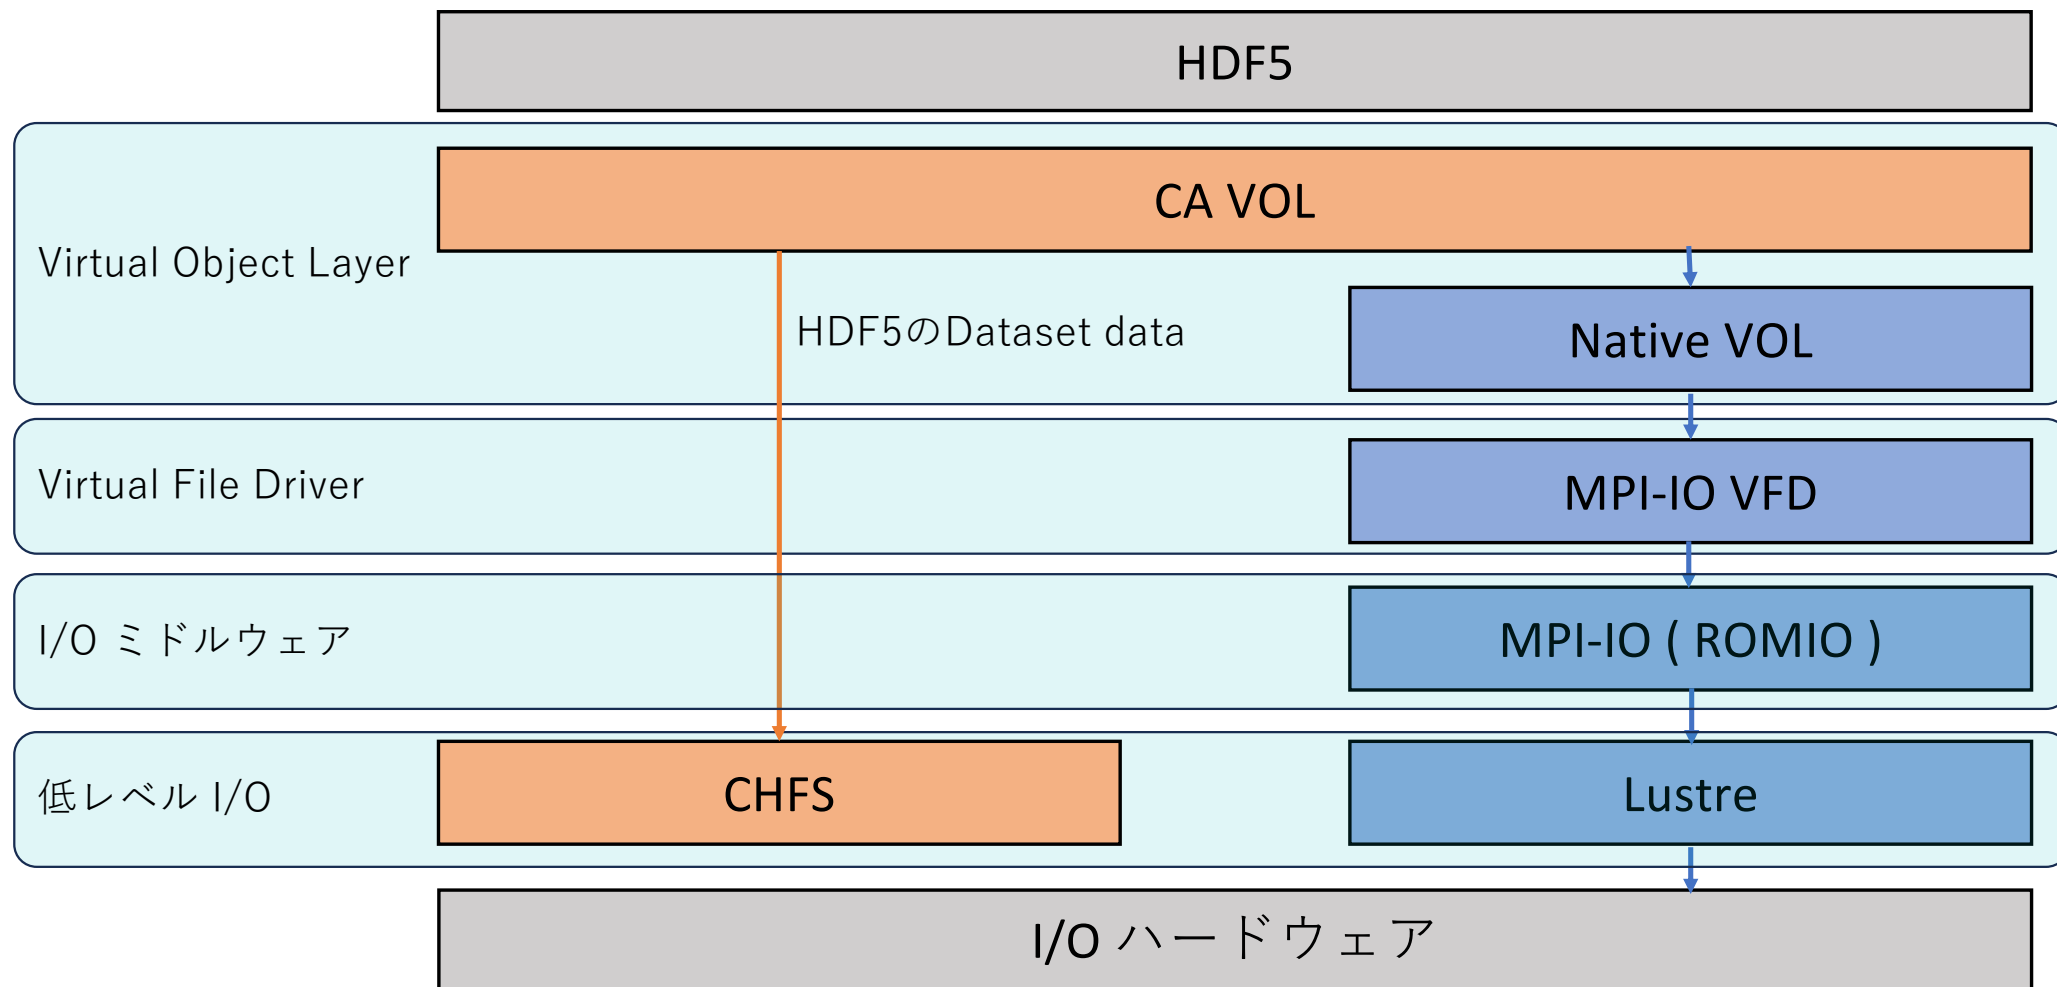 HDF5
CA VOL
Virtual Object Layer
HDF5のDataset data
Native VOL
Virtual File Driver
MPI-IO VFD
I/O ミドルウェア
MPI-IO ( ROMIO )
低レベル I/O
CHFS
Lustre
I/O ハードウェア